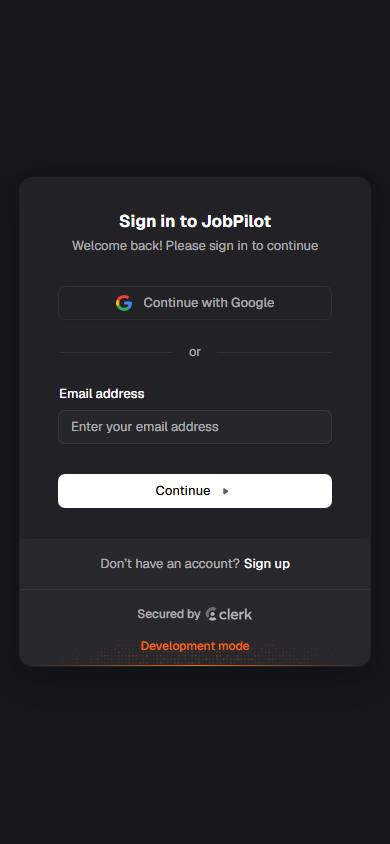 Sign in to JobPilot
Welcome back! Please sign in to continue
Continue with Google
or
Email address
Enter your email address
Continue
Don't have an account? Sign up
Secured by clerk
Development mode